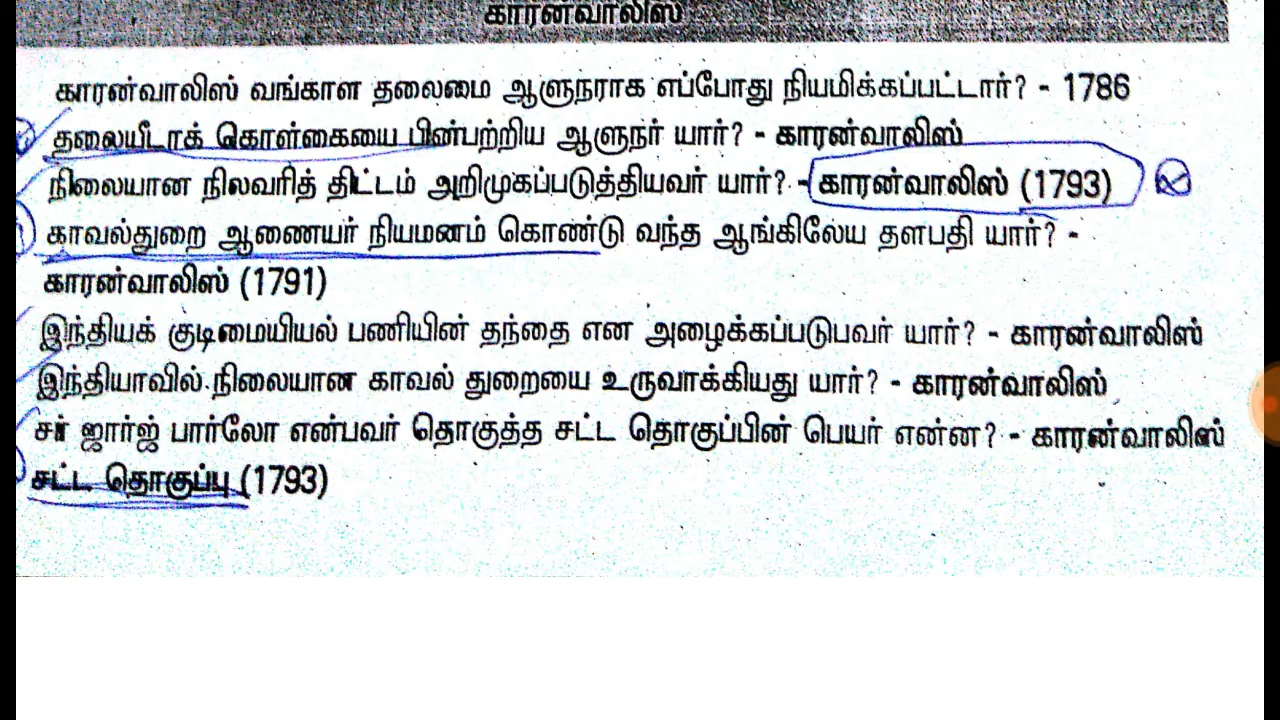 காரன்வாலிஸ்
காரன்வாலிஸ் வங்காள தலைமை ஆளுநராக எப்போது நியமிக்கப்பட்டார்? - 1786
தலையீடாக் கொள்கையை பின்பற்றிய ஆளுநர் யார்? - காரன்வாலிஸ்
நிலையான நிலவரித் திட்டம் அறிமுகப்படுத்தியவர் யார்? - காரன்வாலிஸ் (1793)
காவல்துறை ஆணையர் நியமனம் கொண்டு வந்த ஆங்கிலேய தளபதி யார்? -
காரன்வாலிஸ் (1791)
இந்தியக் குடிமையியல் பணியின் தந்தை என அழைக்கப்படுபவர் யார்? - காரன்வாலிஸ்
இந்தியாவில் நிலையான காவல் துறையை உருவாக்கியது யார்? - காரன்வாலிஸ்
சர் ஜார்ஜ் பார்லோ என்பவர் தொகுத்த சட்ட தொகுப்பின் பெயர் என்ன? - காரன்வாலிஸ்
சட்ட தொகுப்பு (1793)